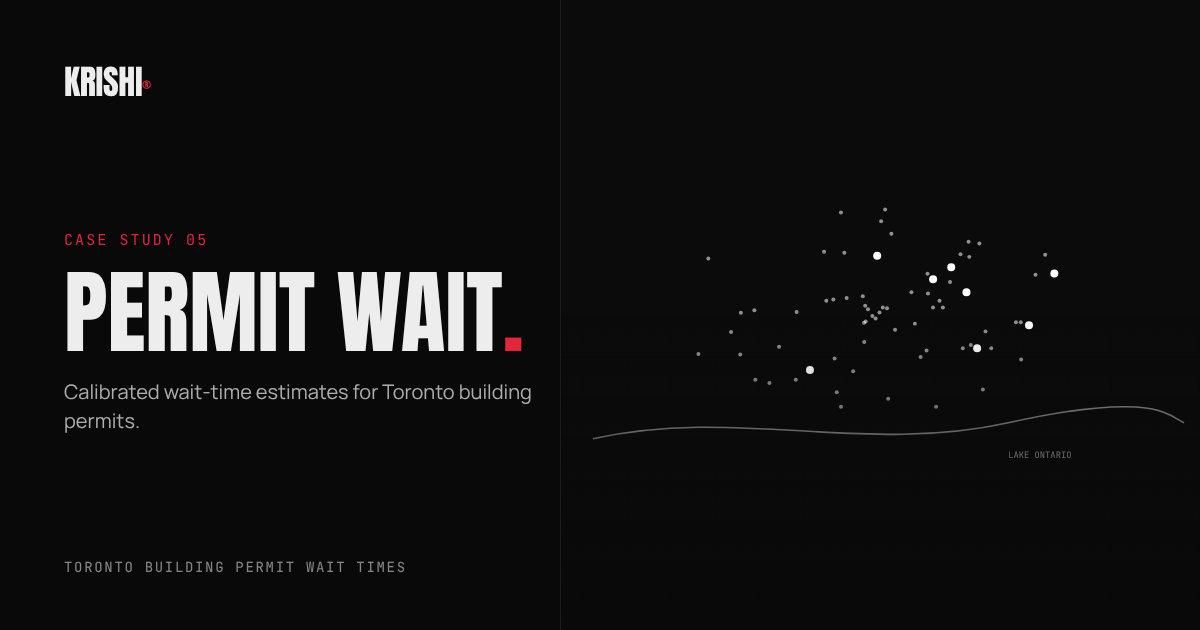 KRISHI®
CASE STUDY 05
PERMIT WAIT.
Calibrated wait-time estimates for Toronto building
permits.
LAKE ONTARIO
TORONTO BUILDING PERMIT WAIT TIMES